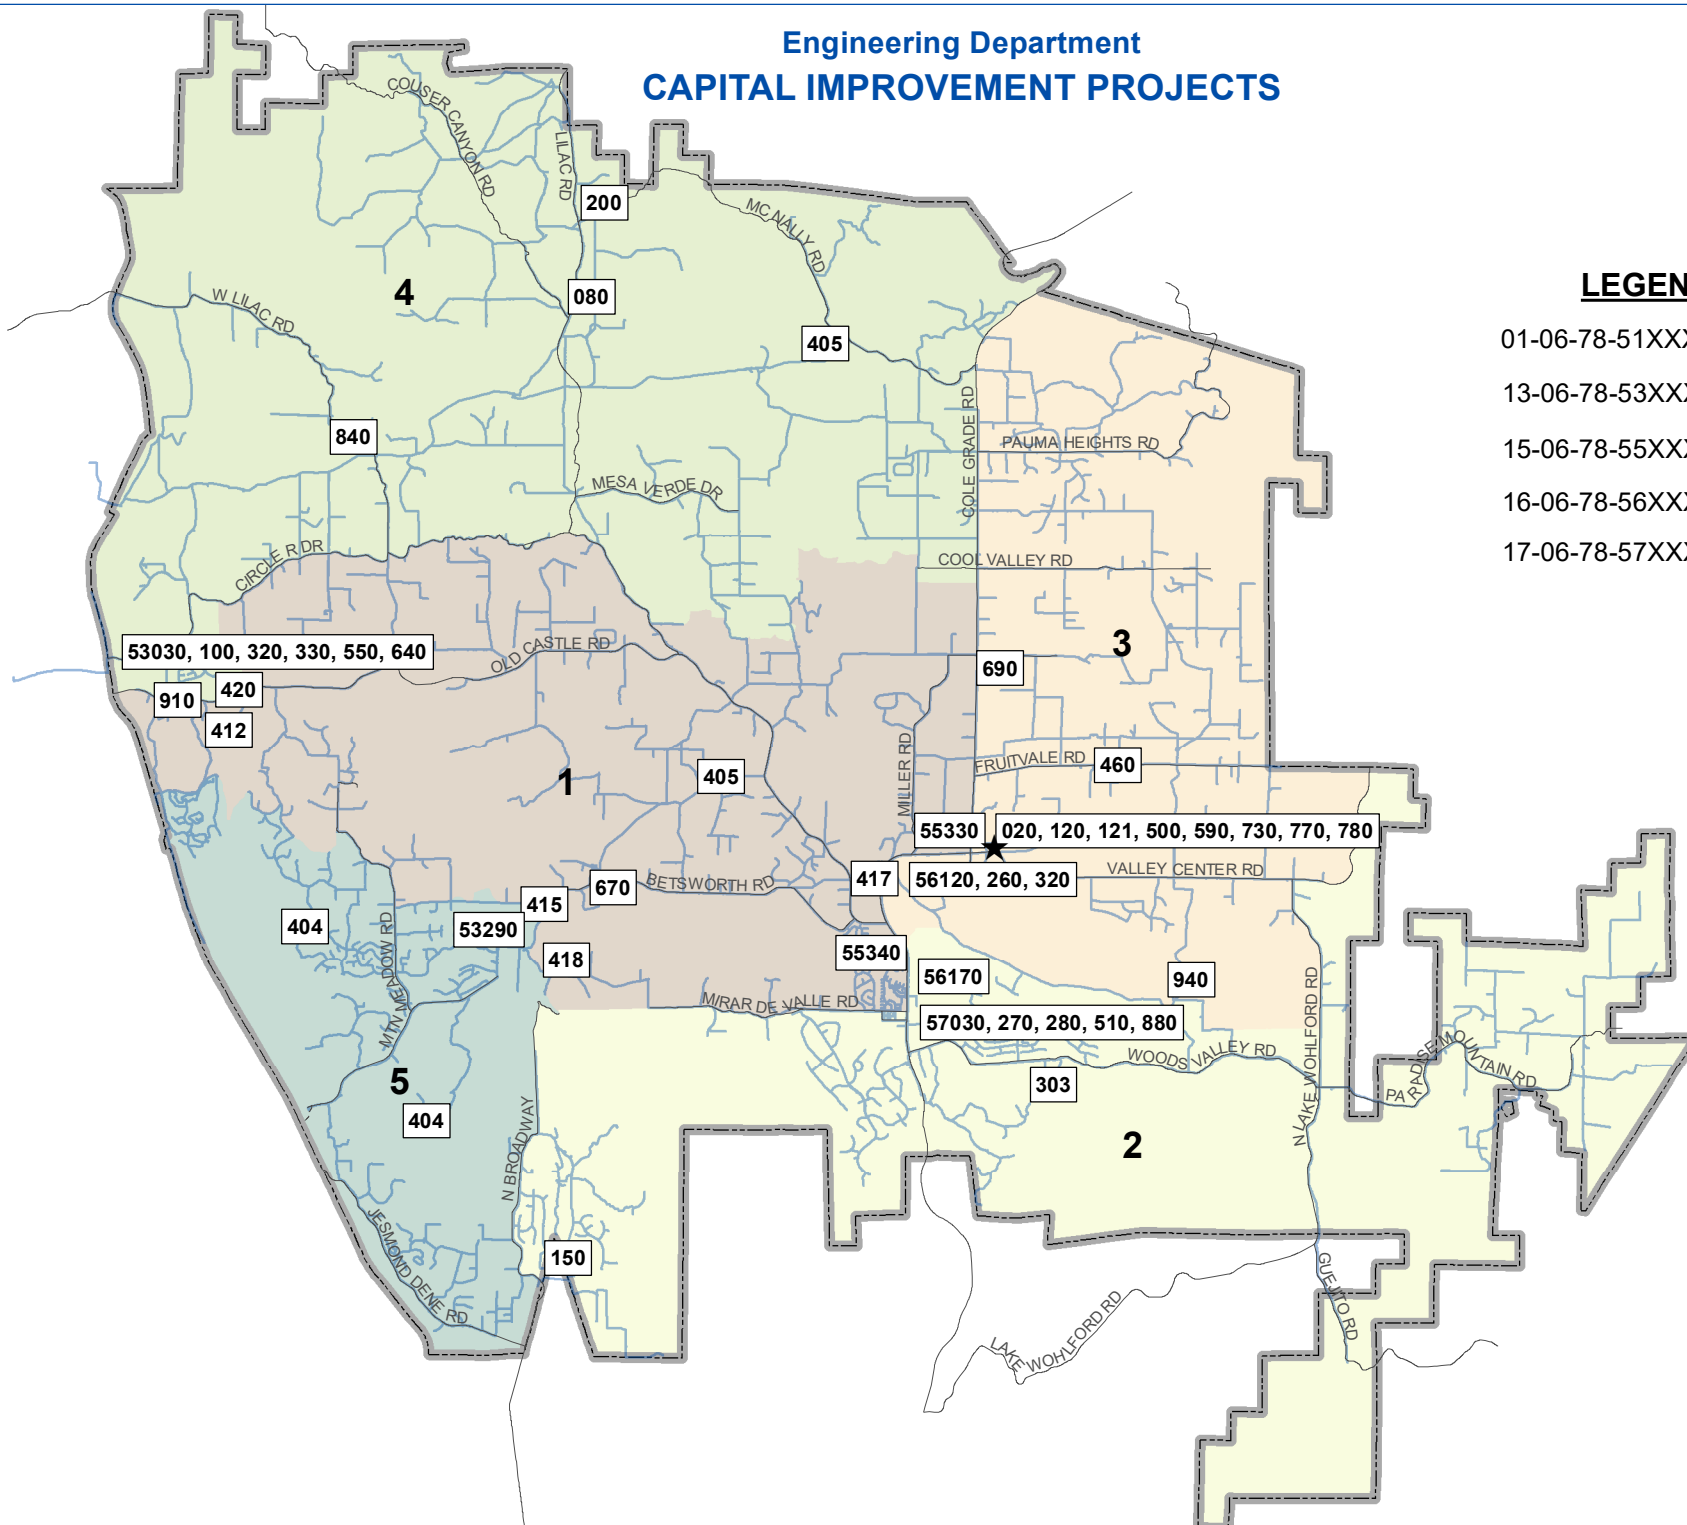 Engineering Department
CAPITAL IMPROVEMENT PROJECTS
COUSER CANYON RD
LILAC RD
200
MC NALLY RD
4
080
W LILAC RD
405
LEGEN
01-06-78-51XX
13-06-78-53XX
15-06-78-55XX
16-06-78-56XX
17-06-78-57XX
840
COLE GRADE RD
PAUMA HEIGHTS RD
MESA VERDE DR
CIRCLE R DR
COOL VALLEY RD
53030, 100, 320, 330, 550, 640
OLD CASTLE RD
3
690
910
420
412
1
405
MILLER RD
FRUITVALE RD
460
55330
020, 120, 121, 500, 590, 730, 770, 780
417
56120, 260, 320
VALLEY CENTER RD
670
BETSWORTH RD
415
404
MTN MEADOW RD
53290
418
55340
56170
940
N LAKE WOHLFORD RD
MIRAR DE VALLE RD
57030, 270, 280, 510, 880
WOODS VALLEY RD
PARADISE MOUNTAIN RD
303
5
404
N BROADWAY
2
JESMOND DENE RD
150
GUEJITO RD
LAKE WOHLFORD RD